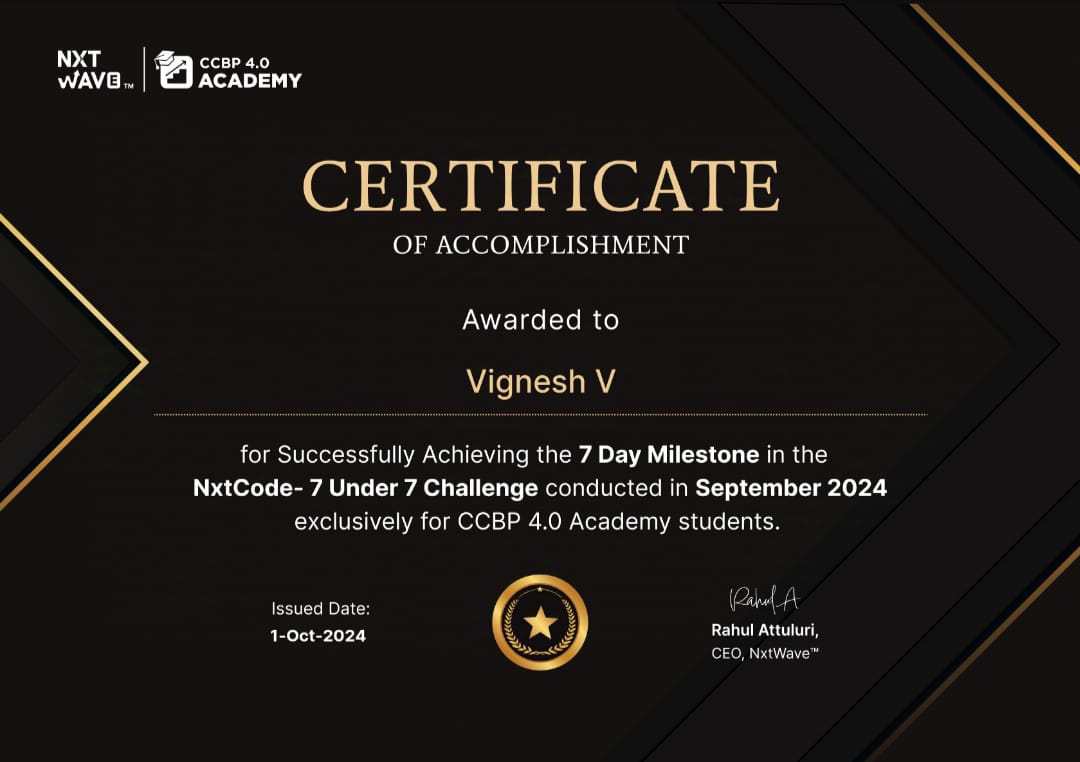 NXT
WAVE™
CCBP 4.0
ACADEMY
CERTIFICATE
OF ACCOMPLISHMENT
Awarded to
Vignesh V
for Successfully Achieving the 7 Day Milestone in the
NxtCode- 7 Under 7 Challenge conducted in September 2024
exclusively for CCBP 4.0 Academy students.
Issued Date:
1-Oct-2024
Rahul A
Rahul Attuluri,
CEO, NxtWave™